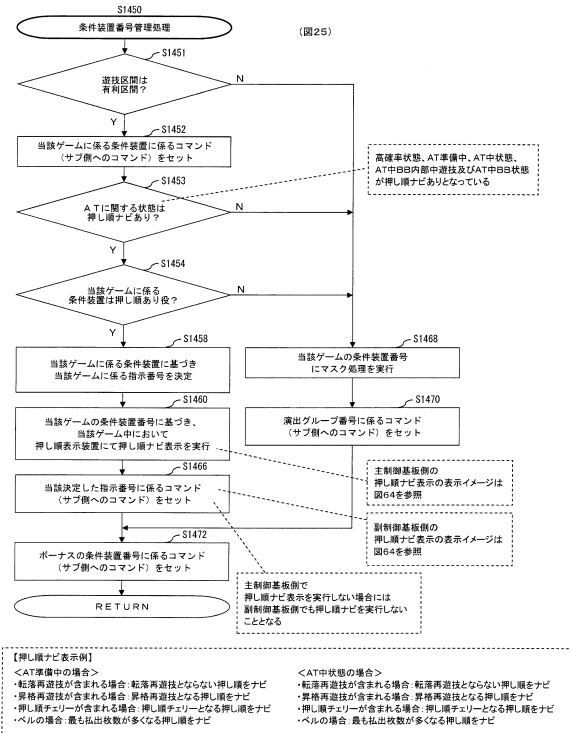 S1450
条件装置番号管理処理
(図25)
S1451
遊技区間は
有利区間?
N
Y
S1452
当該ゲームに係る条件装置に係るコマンド
(サブ側へのコマンド)をセット
高確率状態、AT準備中、AT中状態、
AT中BB内部中遊技及びAT中BB状態
が押し順ナビありとなっている
S1453
ATに関する状態は
押し順ナビあり?
N
Y
S1454
当該ゲームに係る
条件装置は押し順あり役?
N
Y
S1458
当該ゲームに係る条件装置に基づき
当該ゲームに係る指示番号を決定
S1468
当該ゲームの条件装置番号
にマスク処理を実行
S1460
当該ゲームの条件装置番号に基づき、
当該ゲーム中において
押し順表示装置にて押し順ナビ表示を実行
S1470
演出グループ番号に係るコマンド
(サブ側へのコマンド)をセット
S1466
当該決定した指示番号に係るコマンド
(サブ側へのコマンド)をセット
主制御基板側の
押し順ナビ表示の表示イメージは
図64を参照
副制御基板側の
押し順ナビ表示の表示イメージは
図64を参照
S1472
ボーナスの条件装置番号に係るコマンド
(サブ側へのコマンド)をセット
主制御基板側で
押し順ナビ表示を実行しない場合には
副制御基板側でも押し順ナビを実行しない
こととなる
RETURN
【押し順ナビ表示例】
<AT準備中の場合>
・転落再遊技が含まれる場合:転落再遊技とならない押し順をナビ
・昇格再遊技が含まれる場合:昇格再遊技となる押し順をナビ
・押し順チェリーが含まれる場合:押し順チェリーとなる押し順をナビ
・ベルの場合:最も払出枚数が多くなる押し順をナビ
<AT中状態の場合>
・転落再遊技が含まれる場合:転落再遊技とならない押し順をナビ
・昇格再遊技が含まれる場合:昇格再遊技となる押し順をナビ
・押し順チェリーが含まれる場合:押し順チェリーとなる押し順をナビ
・ベルの場合:最も払出枚数が多くなる押し順をナビ